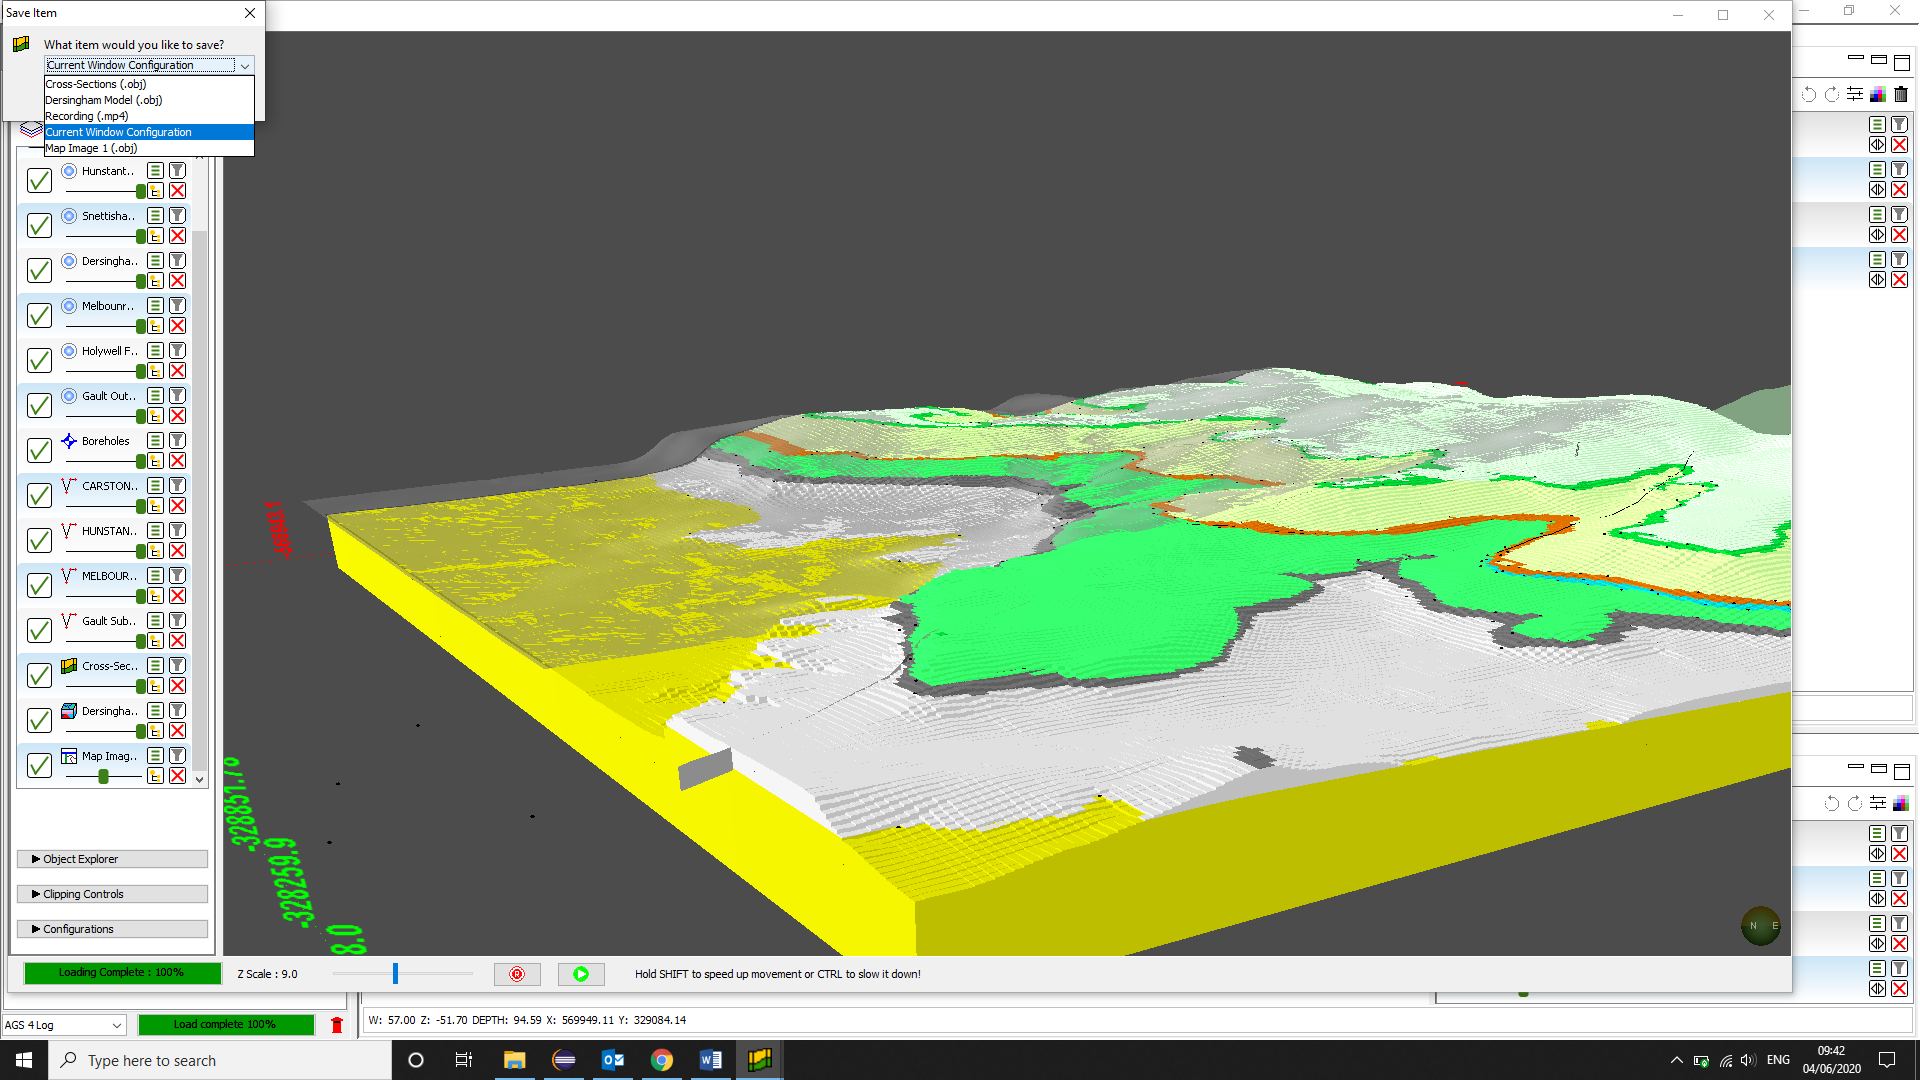 Save Item
What item would you like to save?
Current Window Configuration
Cross-Sections (.obj)
Dersingham Model (.obj)
Recording (.mp4)
Current Window Configuration
Map Image 1 (.obj)
Hunstant..
Snettisha..
Dersingha..
Melbounr..
Holywell F..
Gault Out..
Boreholes
CARSTON..
HUNSTAN..
MELBOUR..
Gault Sub..
Cross-Sec..
Dersingha..
Map Imag..
Object Explorer
Clipping Controls
Configurations
-328851.78
-328259.9
8.0
N E
Loading Complete : 100%
Z Scale : 9.0
Hold SHIFT to speed up movement or CTRL to slow it down!
AGS 4 Log
Load complete 100%
W: 57.00 Z: -51.70 DEPTH: 94.59 X: 569949.11 Y: 329084.14
Type here to search
ENG
09:42
04/06/2020